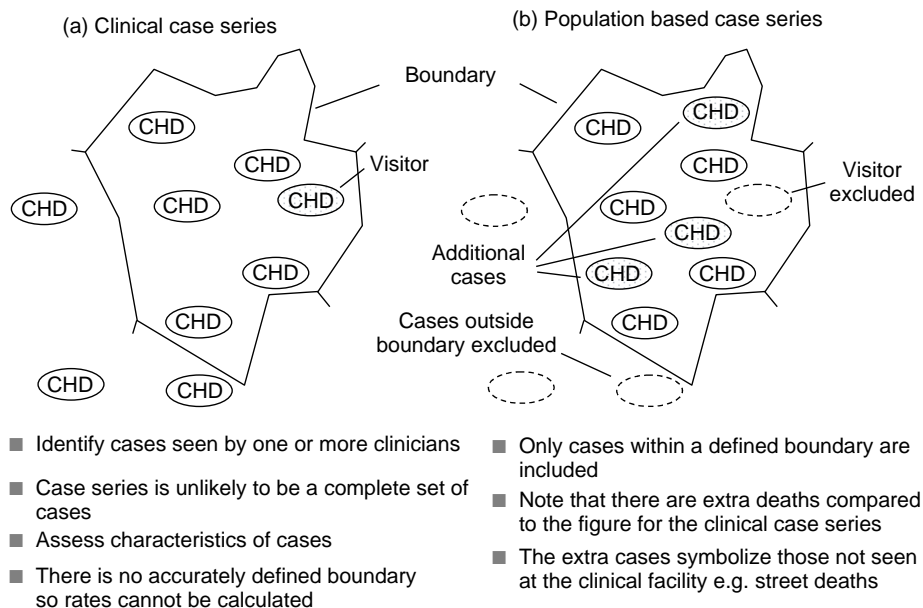 (a) Clinical case series
(b) Population based case series
Boundary
CHD
CHD
CHD
Visitor
CHD
CHD
CHD
CHD
CHD
CHD
CHD
CHD
CHD
CHD
Visitor
excluded
CHD
CHD
Additional
cases
CHD
CHD
Cases outside
boundary excluded
CHD
■ Identify cases seen by one or more clinicians
■ Case series is unlikely to be a complete set of
cases
■ Assess characteristics of cases
■ There is no accurately defined boundary
so rates cannot be calculated
■ Only cases within a defined boundary are
included
■ Note that there are extra deaths compared
to the figure for the clinical case series
■ The extra cases symbolize those not seen
at the clinical facility e.g. street deaths